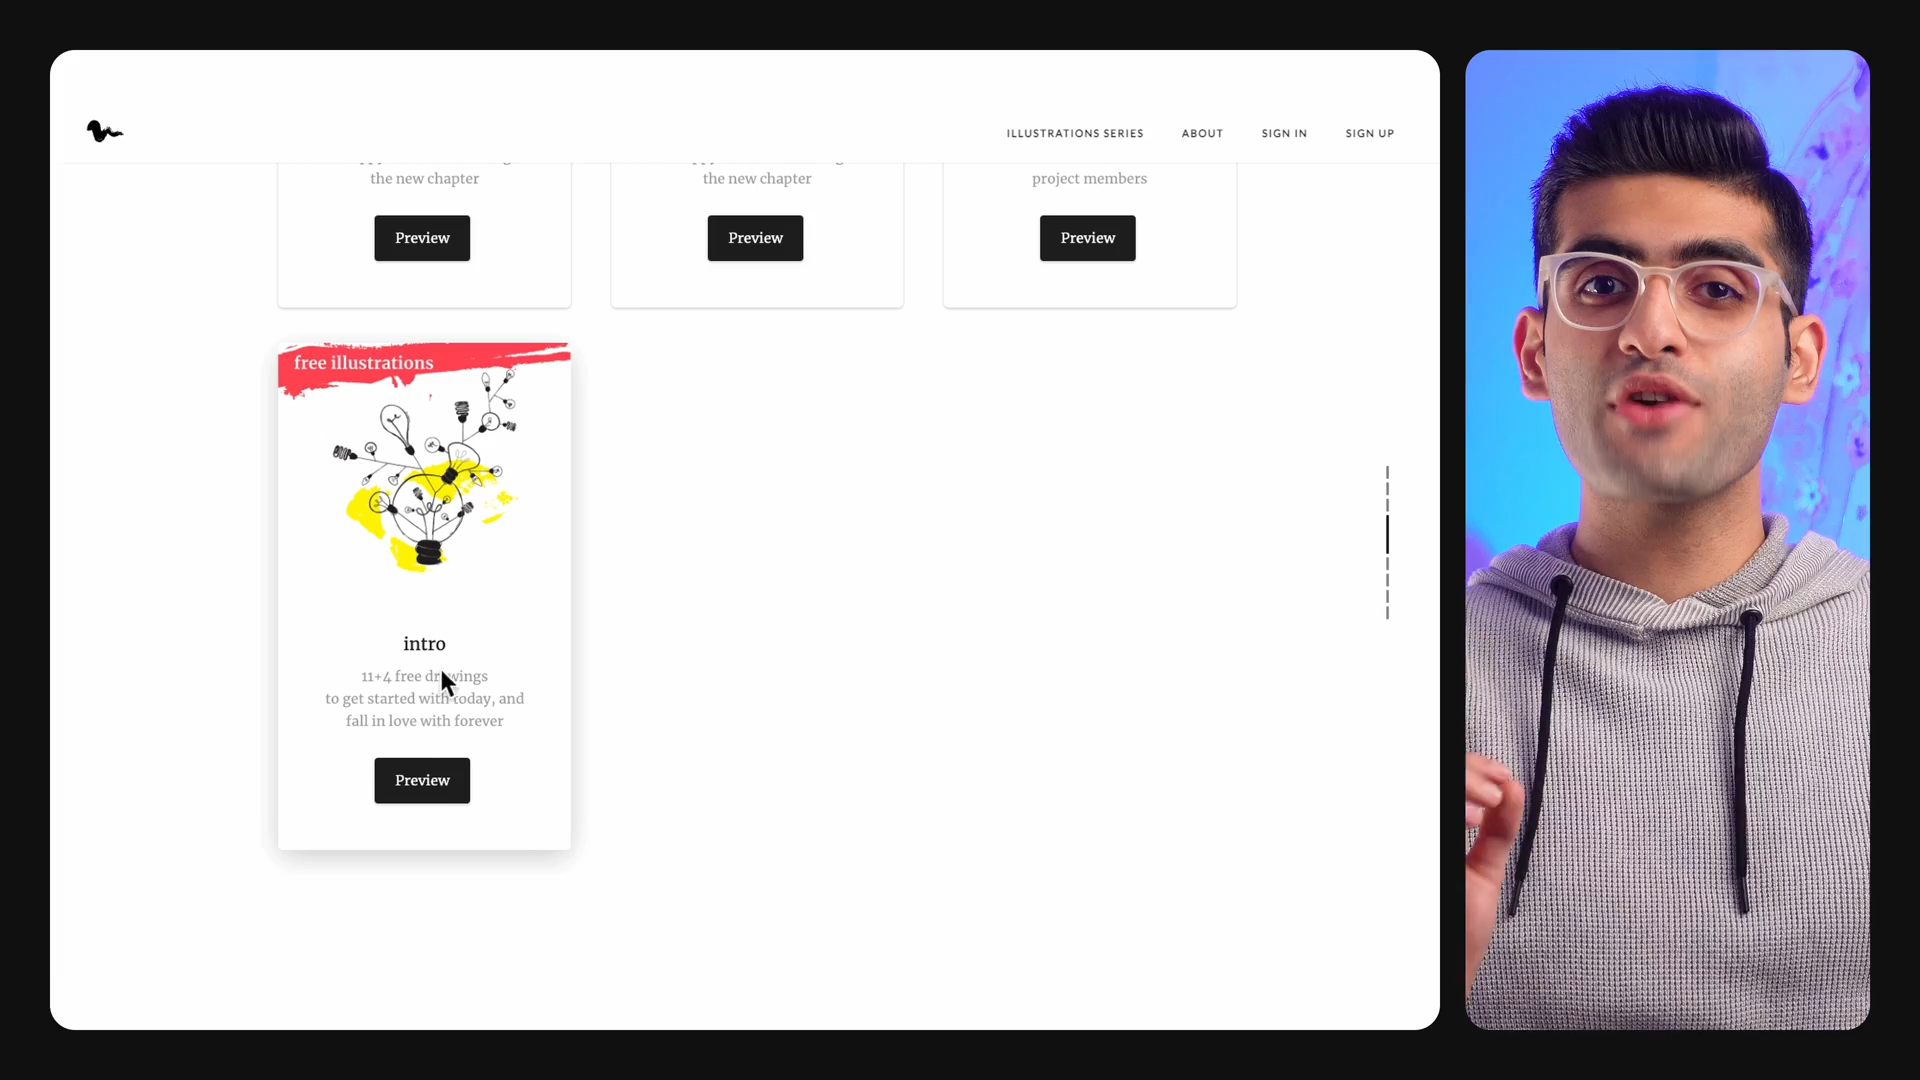 ILLUSTRATIONS SERIES ABOUT SIGN IN SIGN UP
the new chapter
the new chapter
project members
Preview
Preview
Preview
free illustrations
intro
11+4 free drawings
to get started with today, and
fall in love with forever
Preview